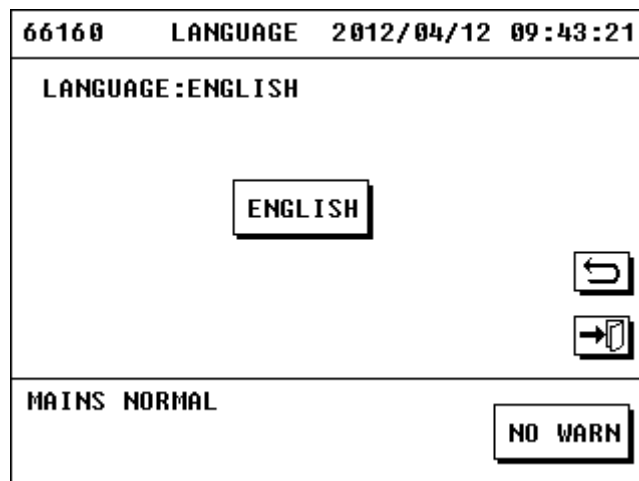 66160 LANGUAGE 2012/04/12 09:43:21
LANGUAGE:ENGLISH
ENGLISH
MAINS NORMAL
NO WARN